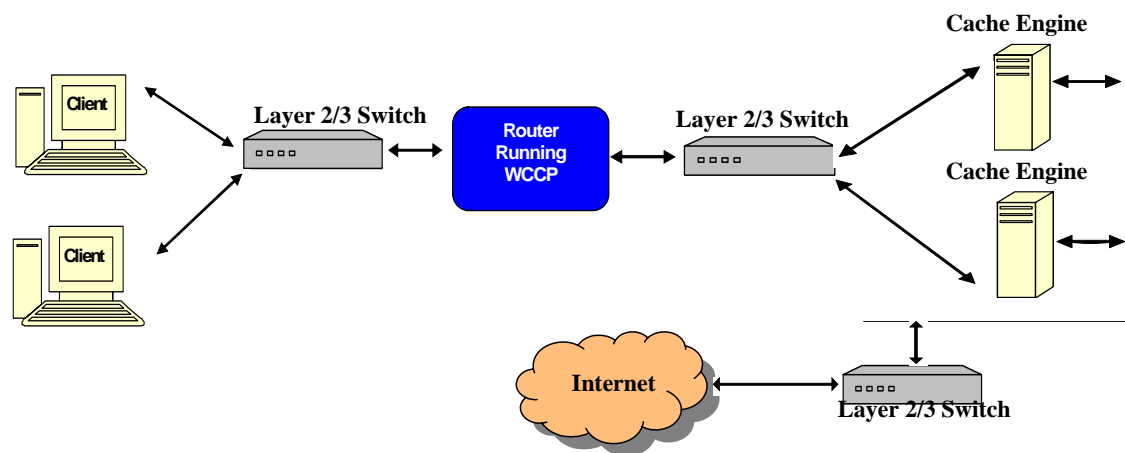 Cache Engine
Client
Layer 2/3 Switch
Router
Running
WCCP
Layer 2/3 Switch
Cache Engine
Client
Internet
Layer 2/3 Switch